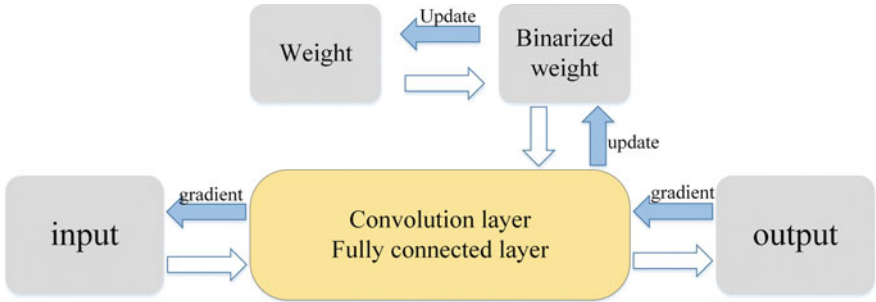 Update
Weight
Binarized
weight
update
gradient
gradient
input
Convolution layer
Fully connected layer
output